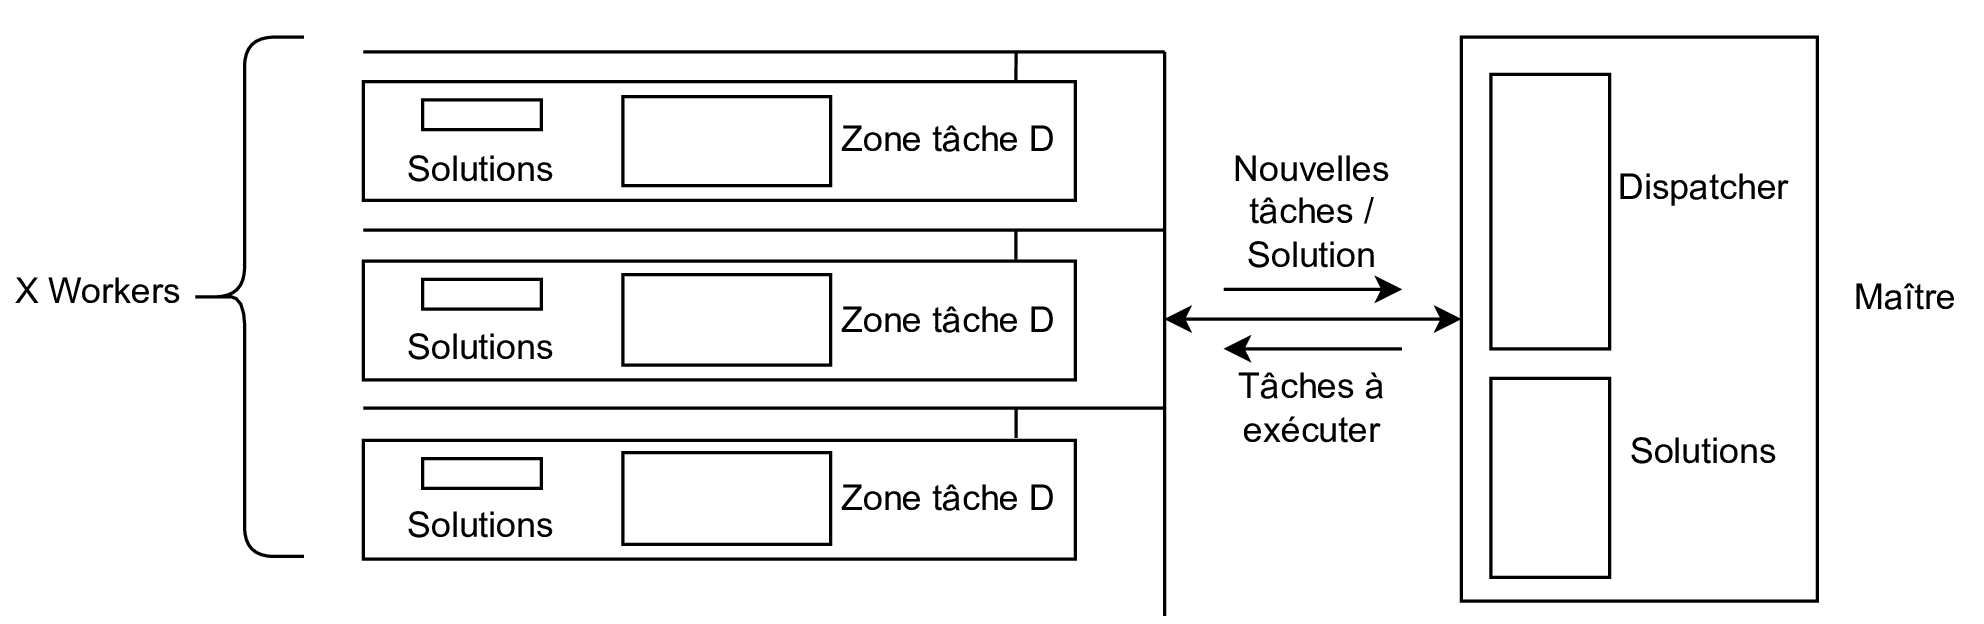 X Workers
Solutions
Zone tâche D
Solutions
Zone tâche D
Solutions
Zone tâche D
Nouvelles
tâches /
Solution
Tâches à
exécuter
Dispatcher
Solutions
Maître